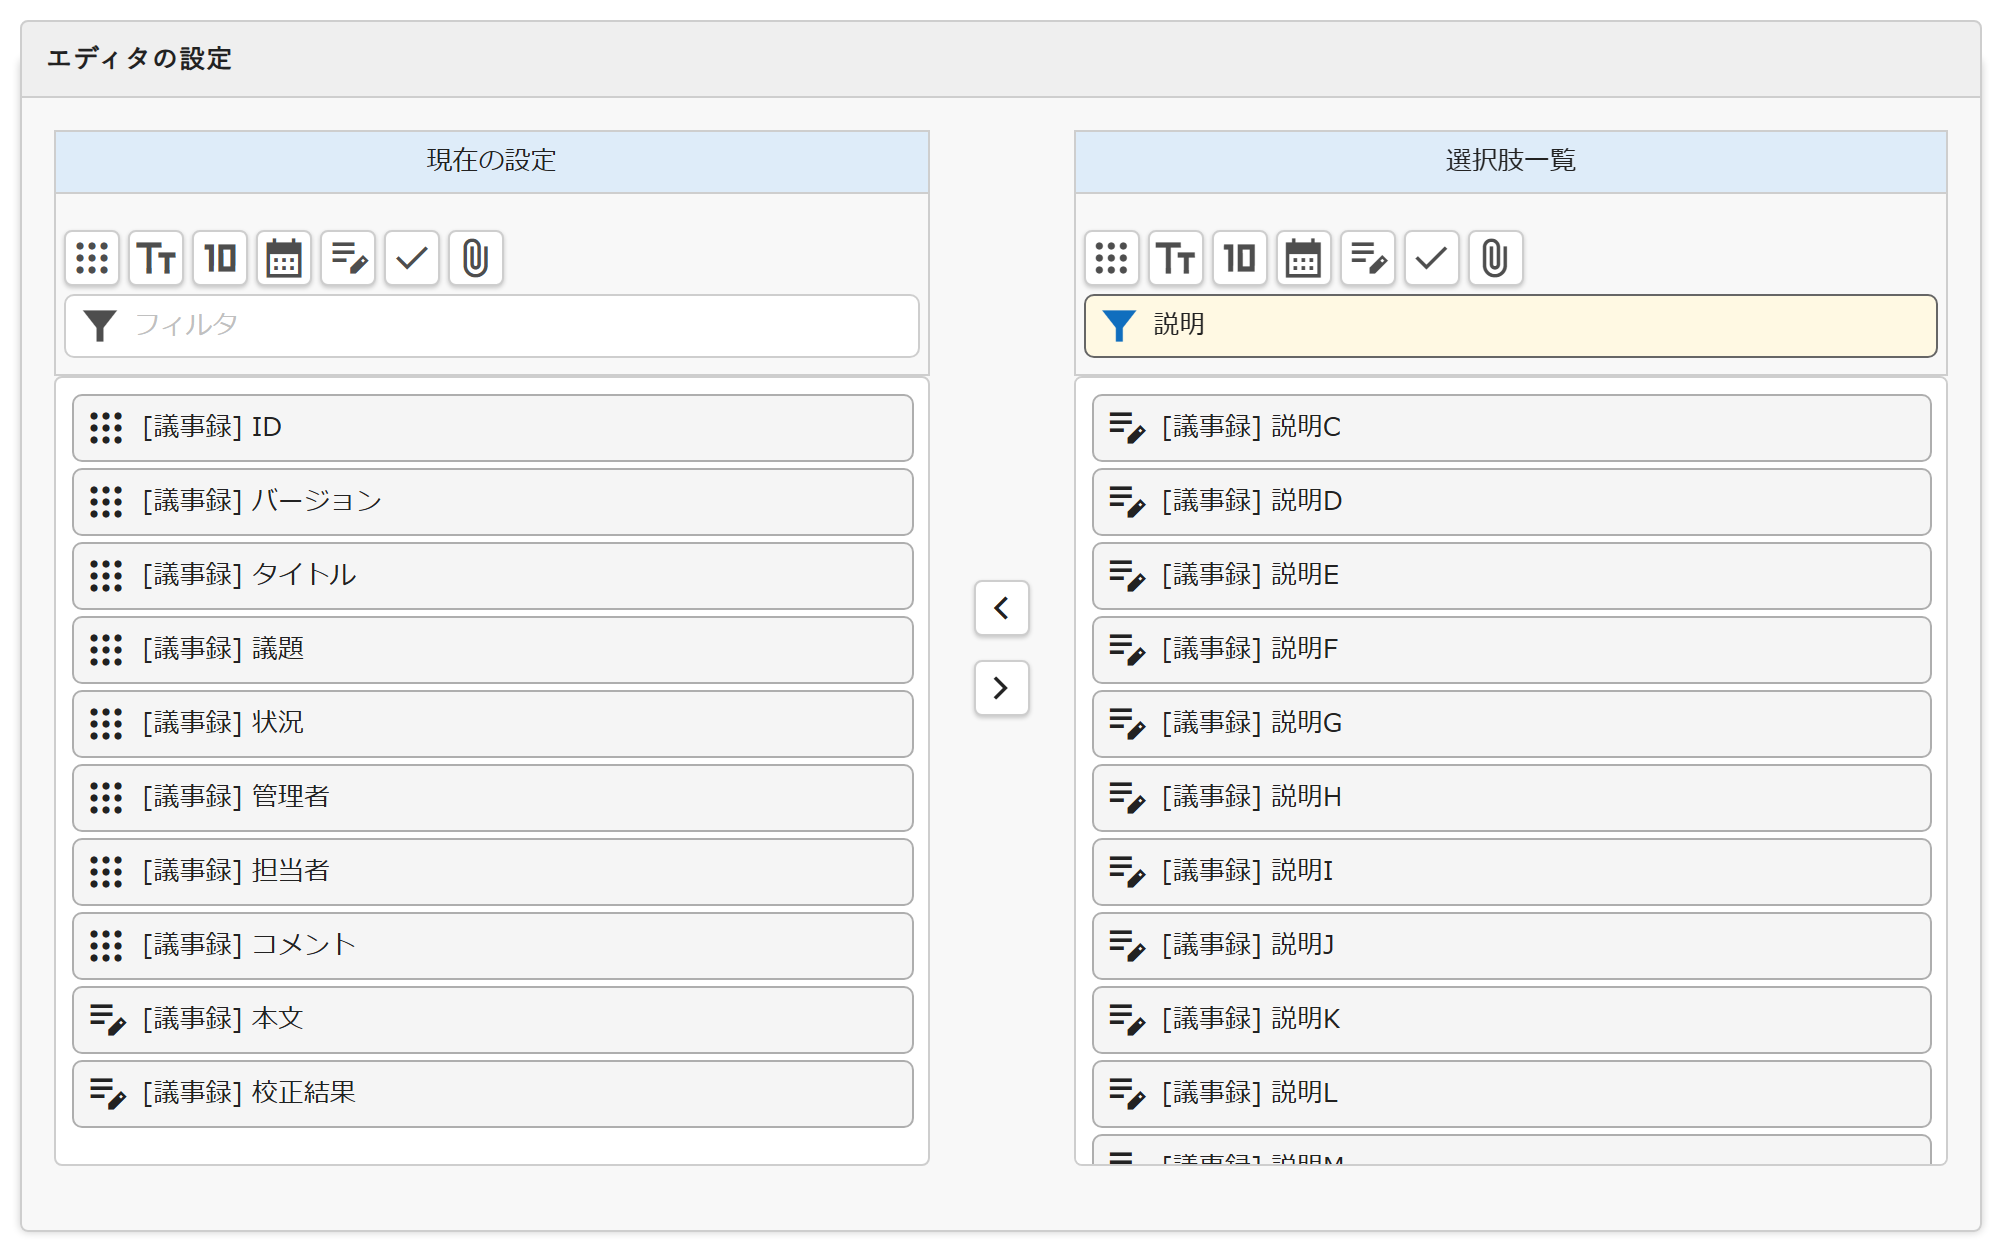 エディタの設定
現在の設定
フィルタ
[議事録] ID
[議事録] バージョン
[議事録] タイトル
[議事録] 議題
[議事録] 状況
[議事録] 管理者
[議事録] 担当者
[議事録] コメント
[議事録] 本文
[議事録] 校正結果
選択肢一覧
説明
[議事録] 説明C
[議事録] 説明D
[議事録] 説明E
[議事録] 説明F
[議事録] 説明G
[議事録] 説明H
[議事録] 説明I
[議事録] 説明J
[議事録] 説明K
[議事録] 説明L
[議事録] 説明M